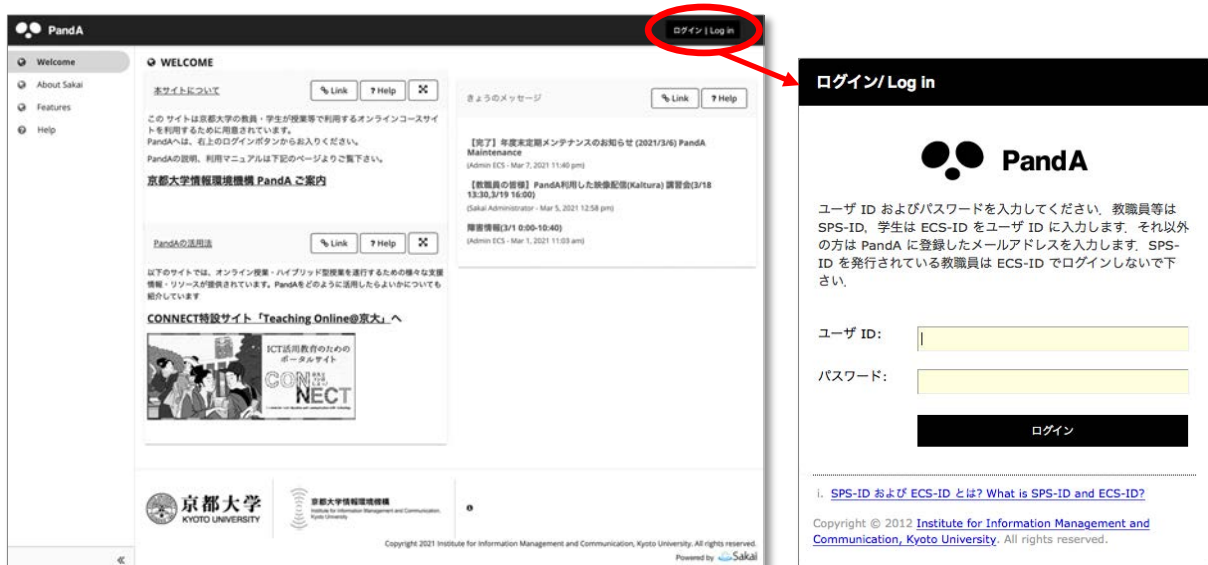 PandA
ログイン | Log in
Welcome
About Sakai
Features
Help
WELCOME
本サイトについて
Link
? Help
この サイトは京都大学の教員・学生が授業等で利用するオンラインコースサイ
トを利用するために用意されています。
PandAへは、右上のログインボタンからお入りください。
PandAの説明、利用マニュアルは下記のページよりご覧下さい。
京都大学情報環境機構 PandA ご案内
PandAの活用法
Link
? Help
以下のサイトでは、オンライン授業・ハイブリッド型授業を遂行するための様々な支援
情報・リソースが提供されています。PandAをどのように活用したらよいかについても
紹介しています
CONNECT特設サイト「Teaching Online@京大」へ
ICT活用教育のための
ポータルサイト
CONNECT
きょうのメッセージ
Link
? Help
【完了】年度末定期メンテナンスのお知らせ (2021/3/6) PandA
Maintenance
(Admin ECS - Mar 7, 2021 11:40 pm)
【教職員の皆様】PandA利用した映像配信(Kaltura) 講習会(3/18
13:30,3/19 16:00)
(Sakai Administrator - Mar 5, 2021 12:58 pm)
障害情報(3/1 0:00-10:40)
(Admin ECS - Mar 1, 2021 11:03 am)
京都大学
KYOTO UNIVERSITY
京都大学情報環境機構
Institute for Information Management and Communication,
Kyoto University
Copyright 2021 Institute for Information Management and Communication, Kyoto University. All rights reserved.
Powered by Sakai
ログイン/ Log in
PandA
ユーザ ID およびパスワードを入力してください．教職員等は
SPS-ID，学生は ECS-ID をユーザ ID に入力します．それ以外
の方は PandA に登録したメールアドレスを入力します．SPS-
ID を発行されている教職員は ECS-ID でログインしないで下
さい．
ユーザ ID:
パスワード:
ログイン
i. SPS-ID および ECS-ID とは? What is SPS-ID and ECS-ID?
Copyright © 2012 Institute for Information Management and
Communication, Kyoto University. All rights reserved.